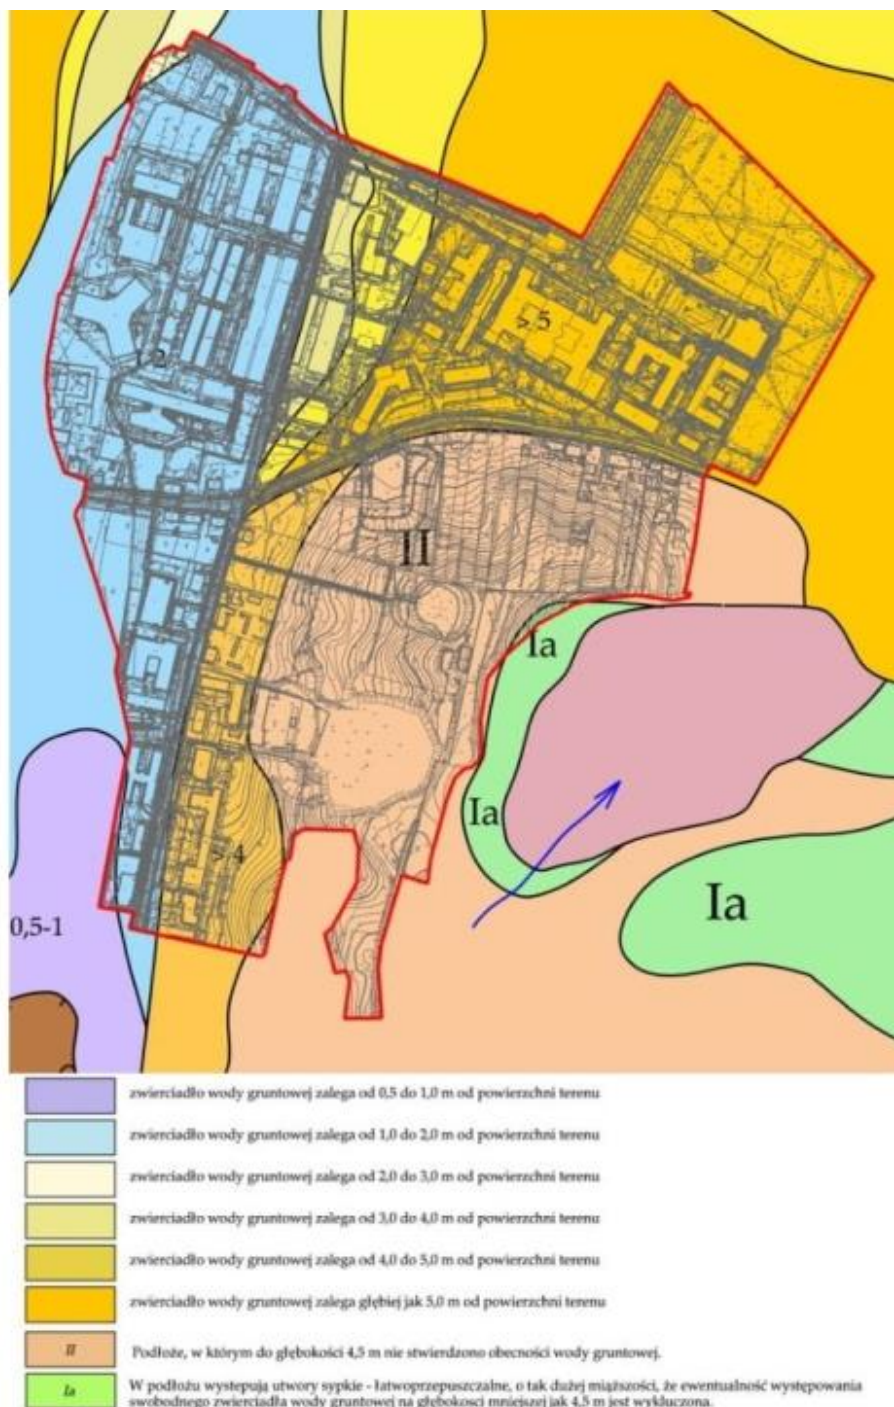 1-2
> 5
II
Ia
Ia
> 4
Ia
0,5-1
zwierciadło wody gruntowej zalega od 0,5 do 1,0 m od powierzchni terenu
zwierciadło wody gruntowej zalega od 1,0 do 2,0 m od powierzchni terenu
zwierciadło wody gruntowej zalega od 2,0 do 3,0 m od powierzchni terenu
zwierciadło wody gruntowej zalega od 3,0 do 4,0 m od powierzchni terenu
zwierciadło wody gruntowej zalega od 4,0 do 5,0 m od powierzchni terenu
zwierciadło wody gruntowej zalega głębiej jak 5,0 m od powierzchni terenu
II Podłoże, w którym do głębokości 4,5 m nie stwierdzono obecności wody gruntowej.
Ia W podłożu wystepują utwory sypkie - łatwoprzepuszczalne, o tak dużej miąższości, że ewentualność występowania
swobodnego zwierciadła wody gruntowej na głębokosci mniejszej jak 4,5 m jest wykluczona.